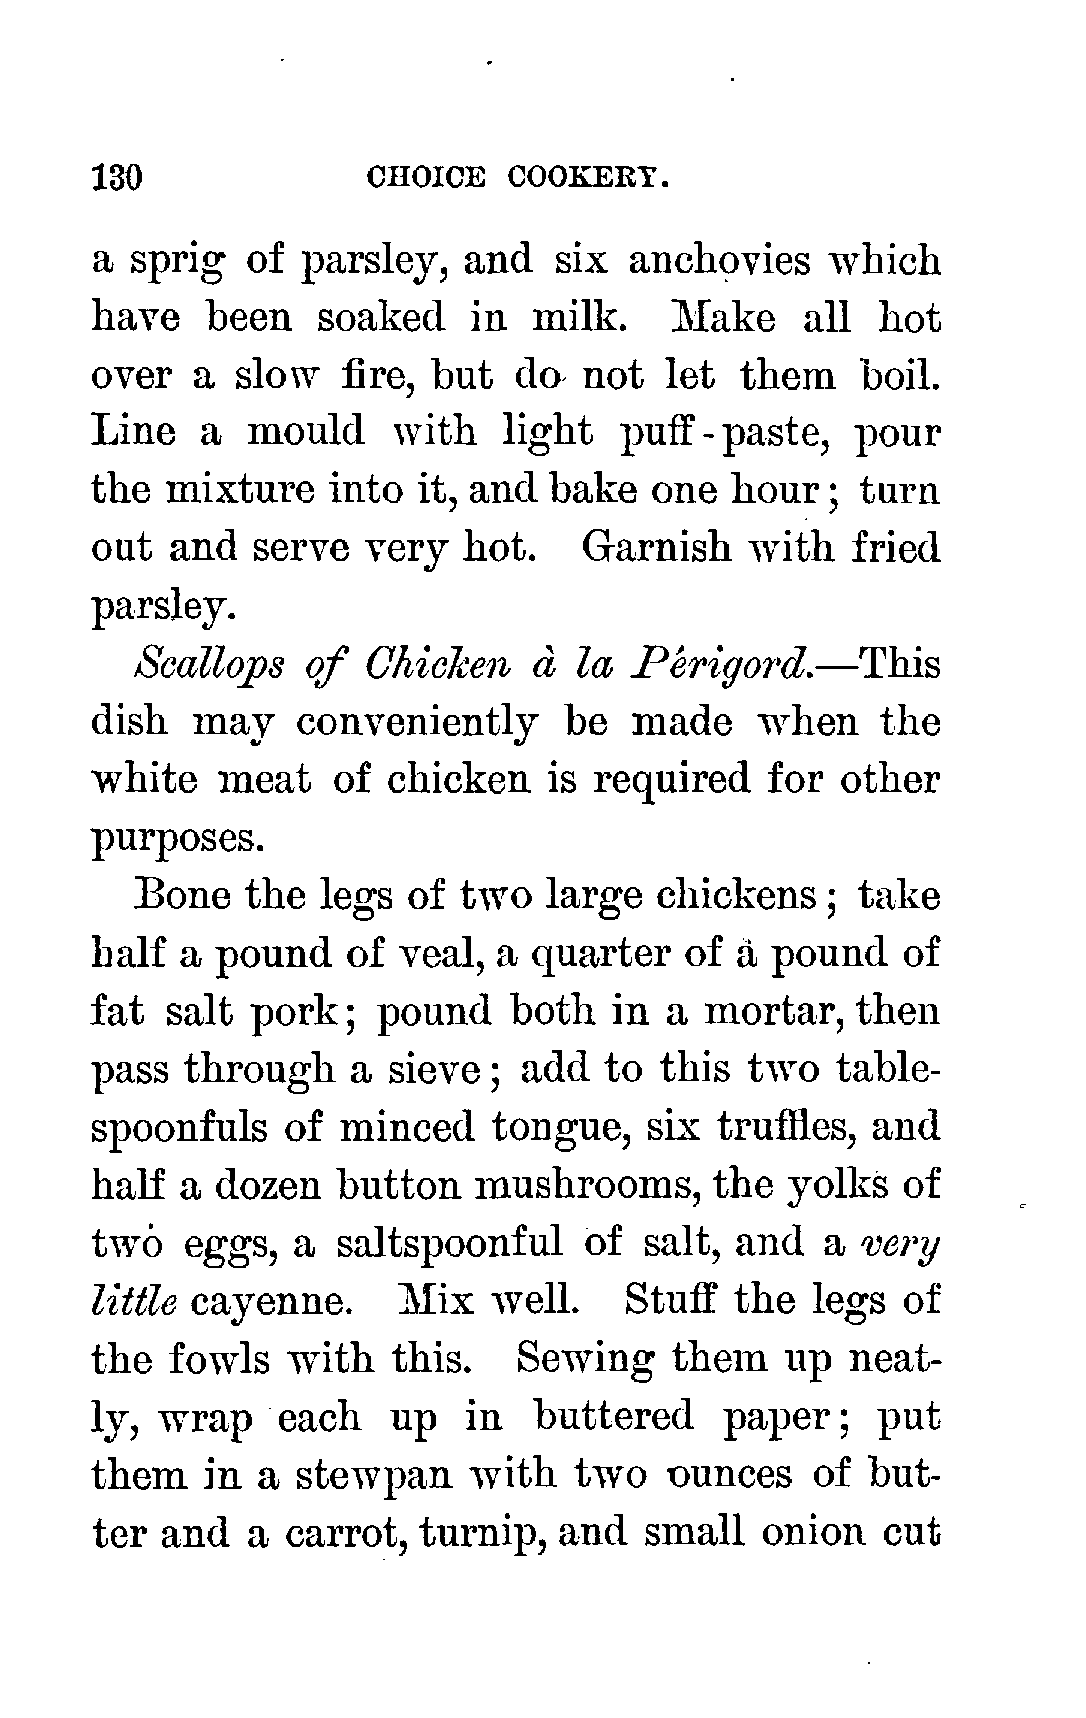 130 CHOICE COOKERY.
a sprig of parsley, and six anchovies which
have been soaked in milk. Make all hot
over a slow fire, but do not let them boil.
Line a mould with light puff-paste, pour
the mixture into it, and bake one hour; turn
out and serve very hot. Garnish with fried
parsley.
Scallops of Chicken à la Périgord.—This
dish may conveniently be made when the
white meat of chicken is required for other
purposes.
Bone the legs of two large chickens; take
half a pound of veal, a quarter of a pound of
fat salt pork; pound both in a mortar, then
pass through a sieve; add to this two table-
spoonfuls of minced tongue, six truffles, and
half a dozen button mushrooms, the yolks of
two eggs, a saltspoonful of salt, and a very
little cayenne. Mix well. Stuff the legs of
the fowls with this. Sewing them up neat-
ly, wrap each up in buttered paper; put
them in a stewpan with two ounces of but-
ter and a carrot, turnip, and small onion cut